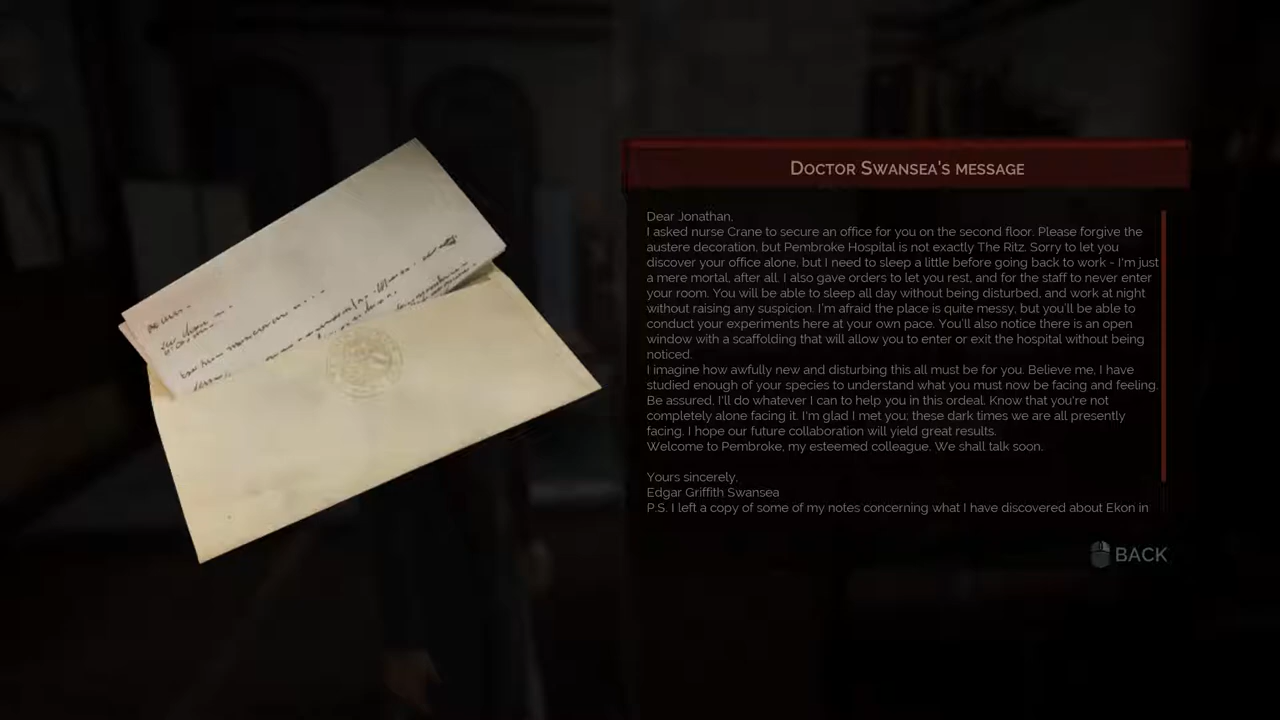 DOCTOR SWANSEA'S MESSAGE
Dear Jonathan,
I asked nurse Crane to secure an office for you on the second floor. Please forgive the
austere decoration, but Pembroke Hospital is not exactly The Ritz. Sorry to let you
discover your office alone, but I need to sleep a little before going back to work - I'm just
a mere mortal, after all. I also gave orders to let you rest, and for the staff to never enter
your room. You will be able to sleep all day without being disturbed, and work at night
without raising any suspicion. I'm afraid the place is quite messy, but you'll be able to
conduct your experiments here at your own pace. You'll also notice there is an open
window with a scaffolding that will allow you to enter or exit the hospital without being
noticed.
I imagine how awfully new and disturbing this all must be for you. Believe me, I have
studied enough of your species to understand what you must now be facing and feeling.
Be assured, I'll do whatever I can to help you in this ordeal. Know that you're not
completely alone facing it. I'm glad I met you; these dark times we are all presently
facing, I hope our future collaboration will yield great results.
Welcome to Pembroke, my esteemed colleague. We shall talk soon.
Yours sincerely,
Edgar Griffith Swansea
P.S. I left a copy of some of my notes concerning what I have discovered about Ekon in
BACK